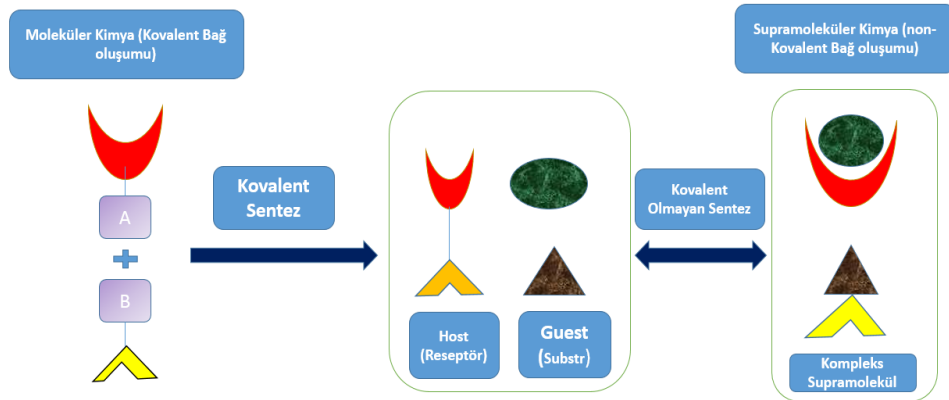 Moleküler Kimya (Kovalent Bağ
oluşumu)
Supramoleküler Kimya (non-
Kovalent Bağ oluşumu)
A
B
Kovalent
Sentez
Kovalent
Olmayan Sentez
Host
(Reseptör)
Guest
(Substr)
Kompleks
Supramolekül